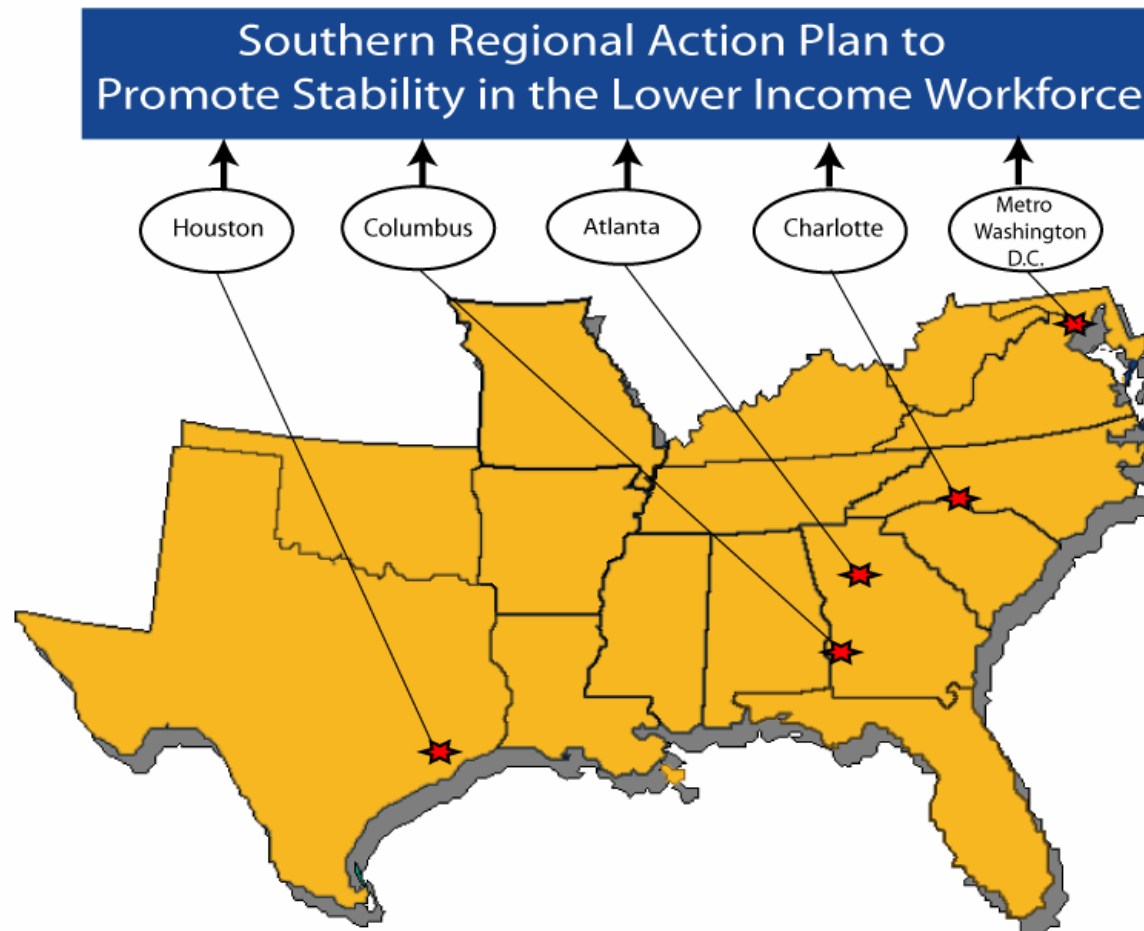 Southern Regional Action Plan to
Promote Stability in the Lower Income Workforce
Houston
Columbus
Atlanta
Charlotte
Metro
Washington
D.C.